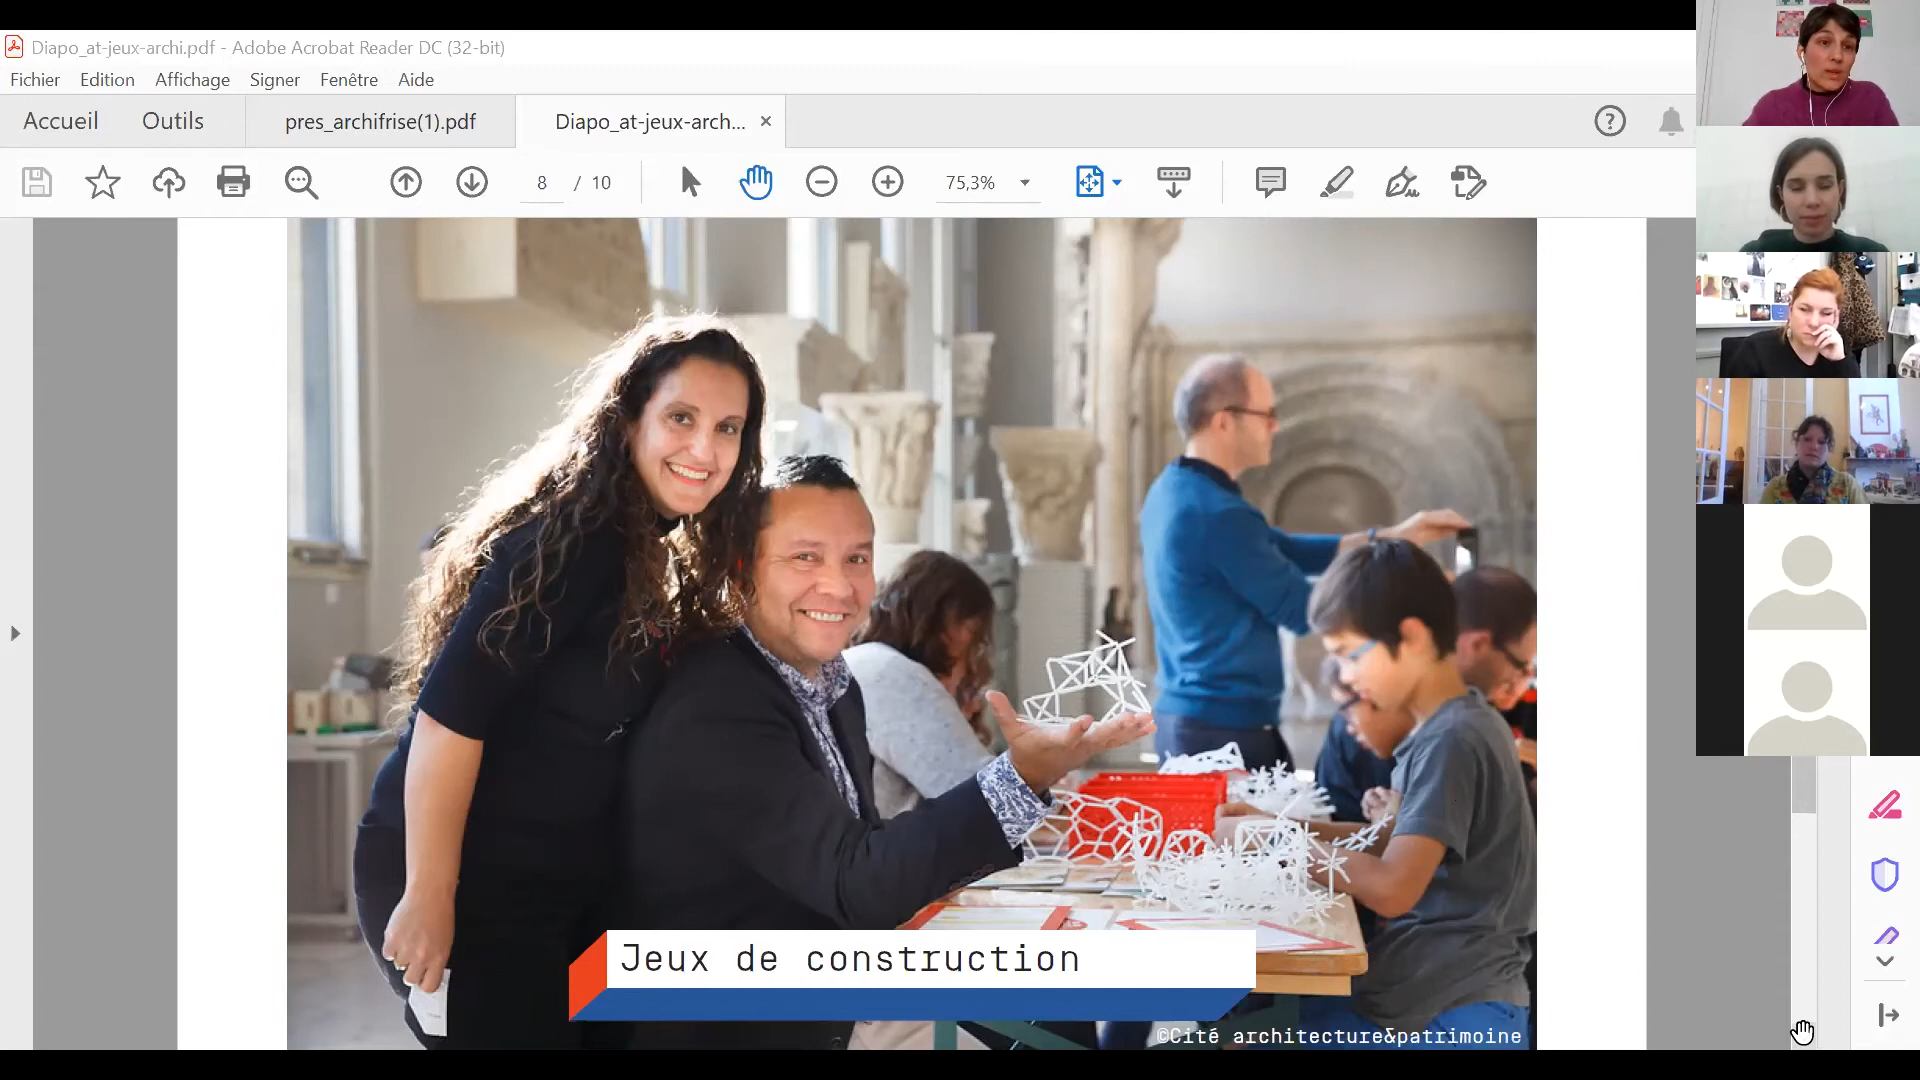 Diapo_at-jeux-archi.pdf - Adobe Acrobat Reader DC (32-bit)
Fichier Edition Affichage Signer Fenêtre Aide
Accueil Outils pres_archifrise(1).pdf Diapo_at-jeux-arch... ×
8 / 10 75,3%
Jeux de construction
©Cité architecture&patrimoine